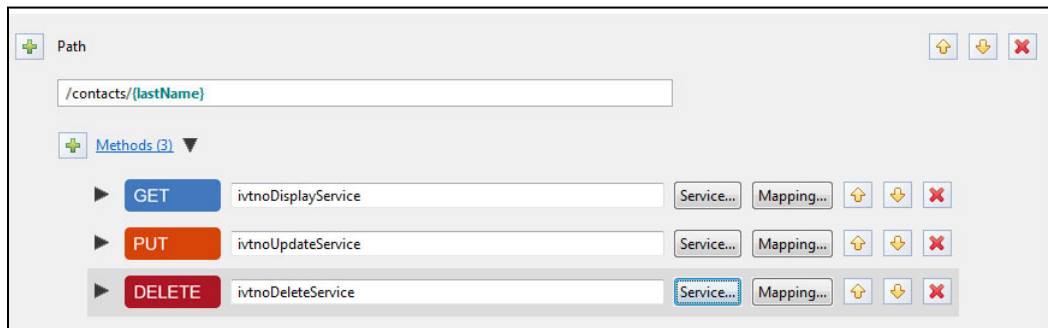 Path
/contacts/{lastName}
Methods (3)
GET ivtnoDisplayService Service... Mapping...
PUT ivtnoUpdateService Service... Mapping...
DELETE ivtnoDeleteService Service... Mapping...